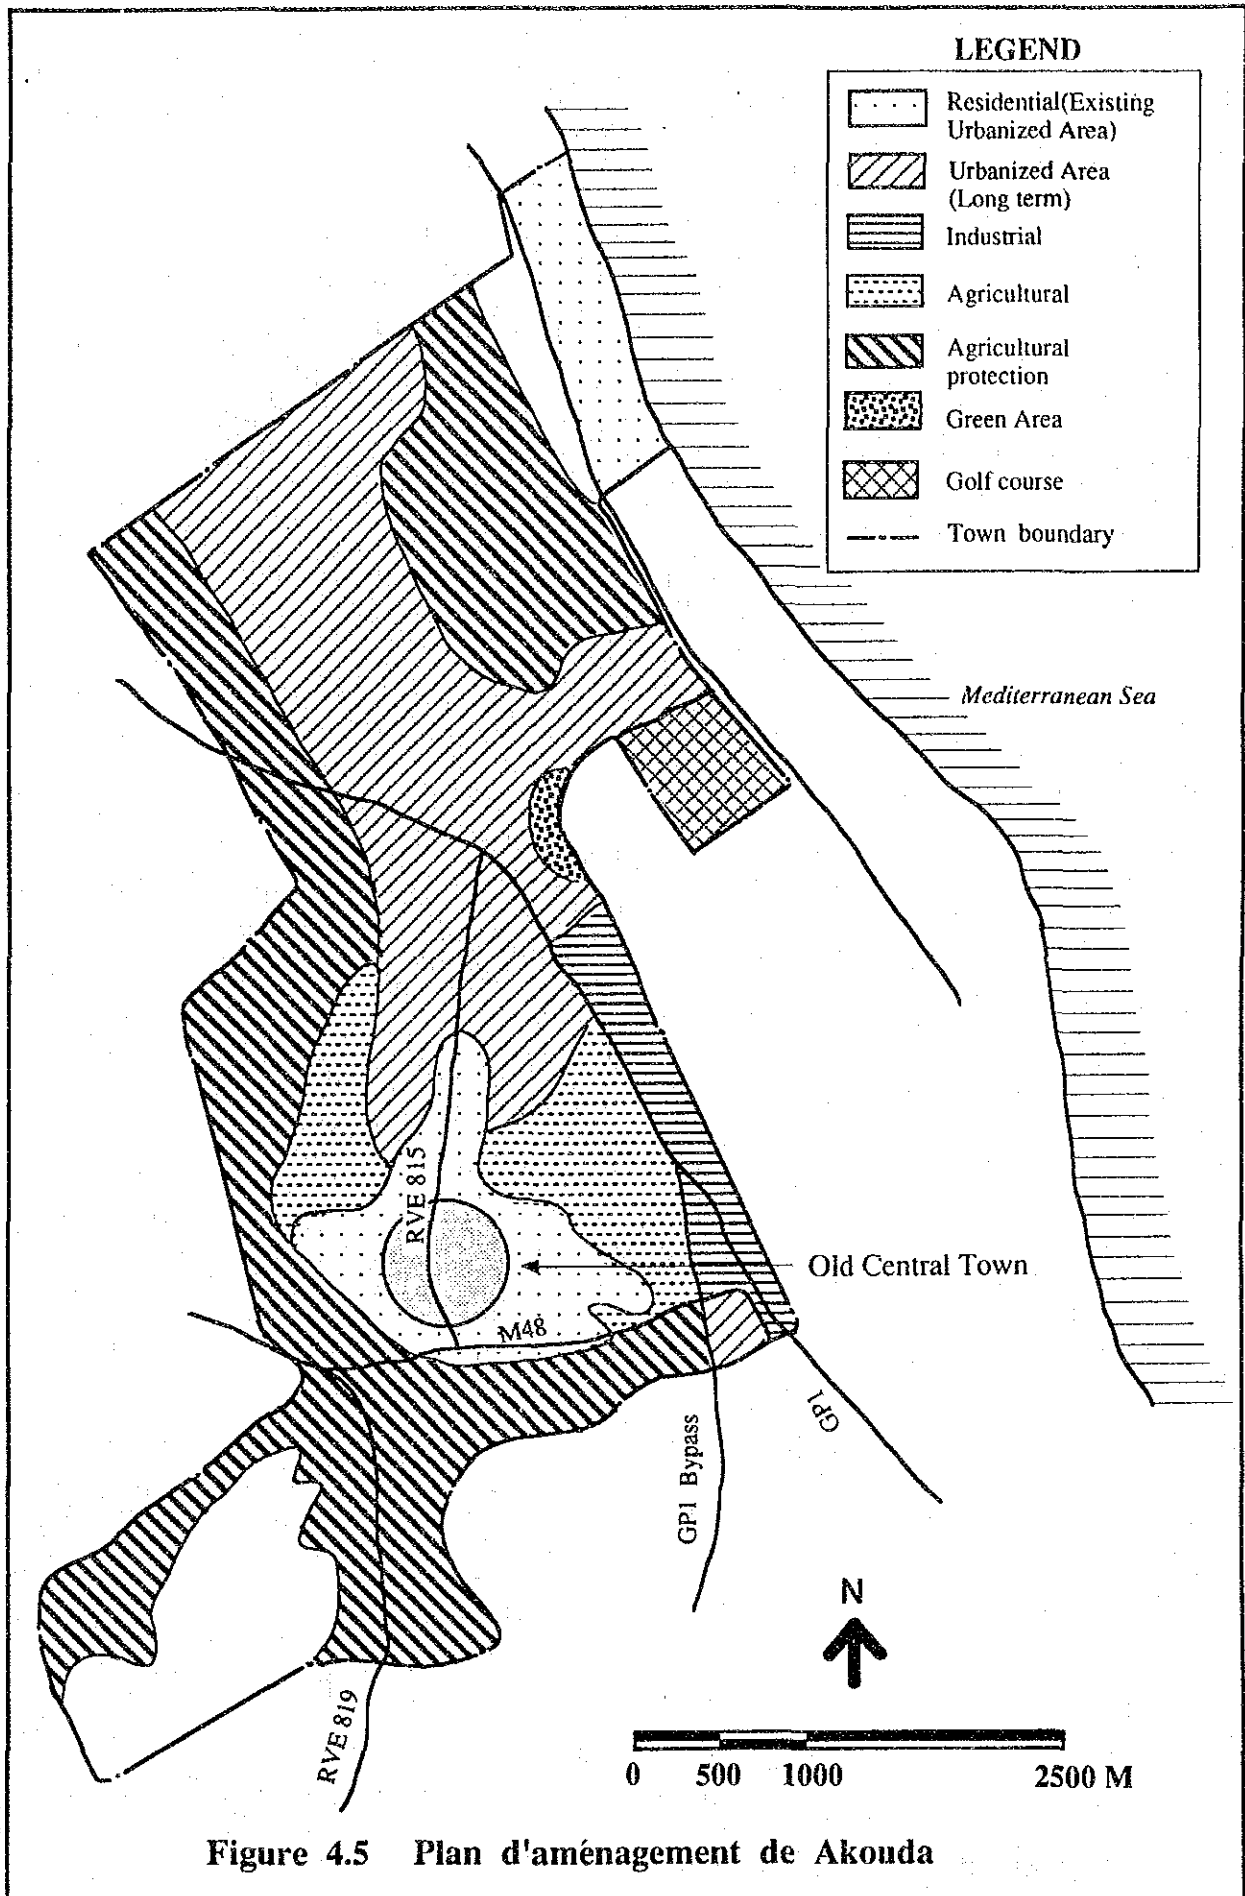 LEGEND
Residential(Existing
Urbanized Area)
Urbanized Area
(Long term)
Industrial
Agricultural
Agricultural
protection
Green Area
Golf course
Town boundary
Mediterranean Sea
RVE 815
Old Central Town
M48
GP1
GP1 Bypass
RVE 819
N
0 500 1000 2500 M
Figure 4.5 Plan d'aménagement de Akouda